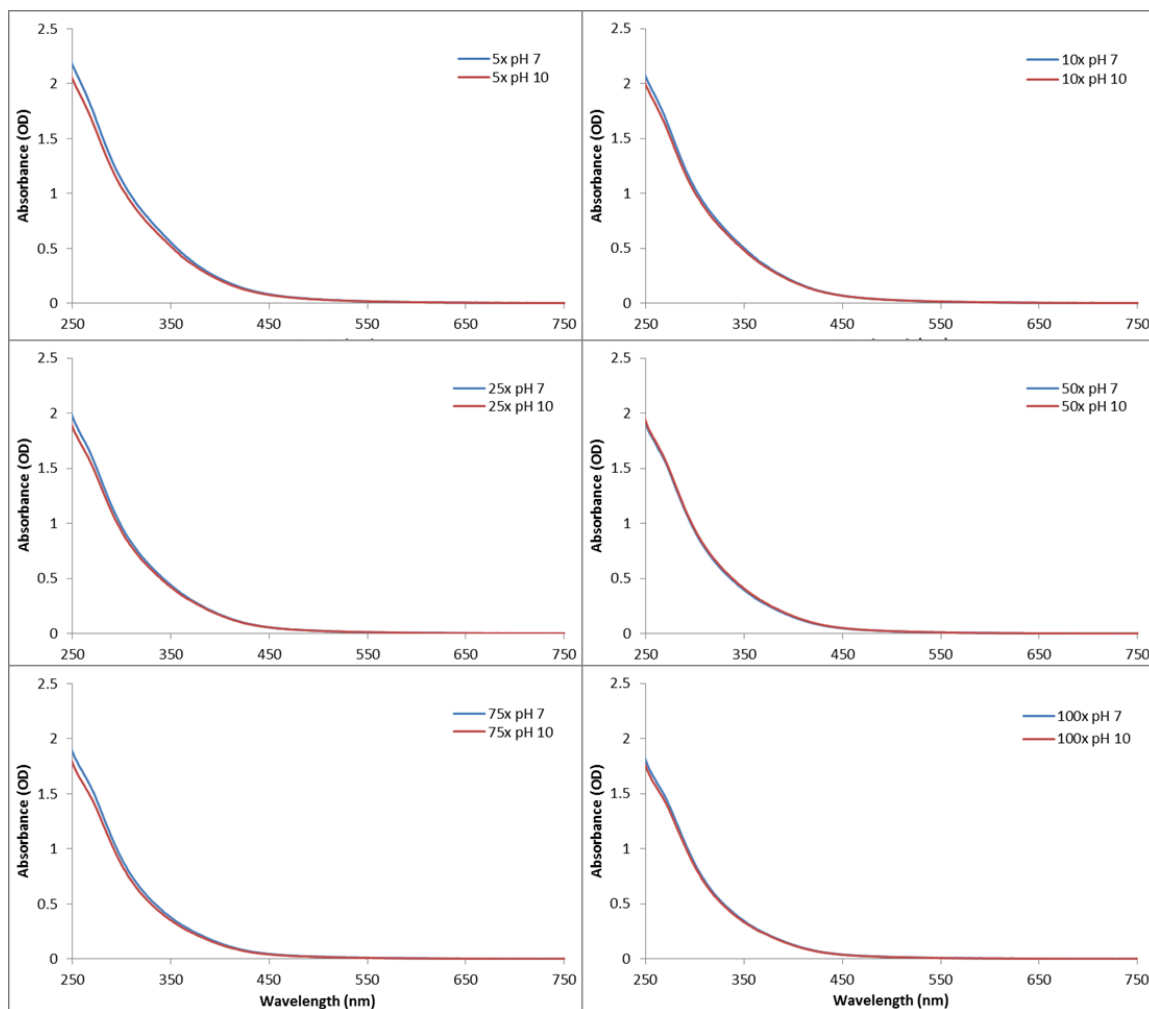 2.5
2
1.5
1
0.5
0
Absorbance (OD)
5x pH 7
5x pH 10
250 350 450 550 650 750
2.5
2
1.5
1
0.5
0
Absorbance (OD)
10x pH 7
10x pH 10
250 350 450 550 650 750
2.5
2
1.5
1
0.5
0
Absorbance (OD)
25x pH 7
25x pH 10
250 350 450 550 650 750
2.5
2
1.5
1
0.5
0
Absorbance (OD)
50x pH 7
50x pH 10
250 350 450 550 650 750
2.5
2
1.5
1
0.5
0
Absorbance (OD)
75x pH 7
75x pH 10
250 350 450 550 650 750
Wavelength (nm)
2.5
2
1.5
1
0.5
0
Absorbance (OD)
100x pH 7
100x pH 10
250 350 450 550 650 750
Wavelength (nm)